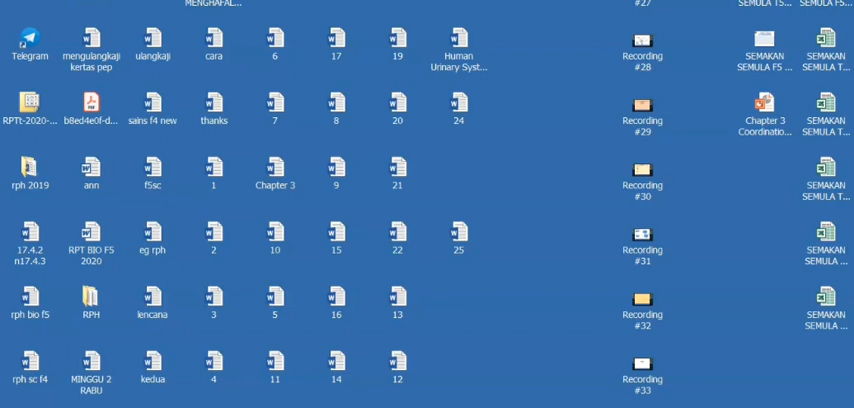 MENGHAFAL...
#27
SEMULA T5...
SEMULA F5...
Telegram
mengulangkaji
kertas pep
ulangkaji
cara
6
17
19
Human
Urinary Syst...
Recording
#28
SEMAKAN
SEMULA F5 ...
SEMAKAN
SEMULA T...
RPTt-2020-...
b8ed4e0f-d...
sains f4 new
thanks
7
8
20
24
Recording
#29
Chapter 3
Coordinatio...
SEMAKAN
SEMULA T...
rph 2019
ann
f5sc
1
Chapter 3
9
21
Recording
#30
SEMAKAN
SEMULA T...
17.4.2
n17.4.3
RPT BIO F5
2020
eg rph
2
10
15
22
25
Recording
#31
SEMAKAN
SEMULA ...
rph bio f5
RPH
lencana
3
5
16
13
Recording
#32
SEMAKAN
SEMULA ...
rph sc f4
MINGGU 2
RABU
kedua
4
11
14
12
Recording
#33